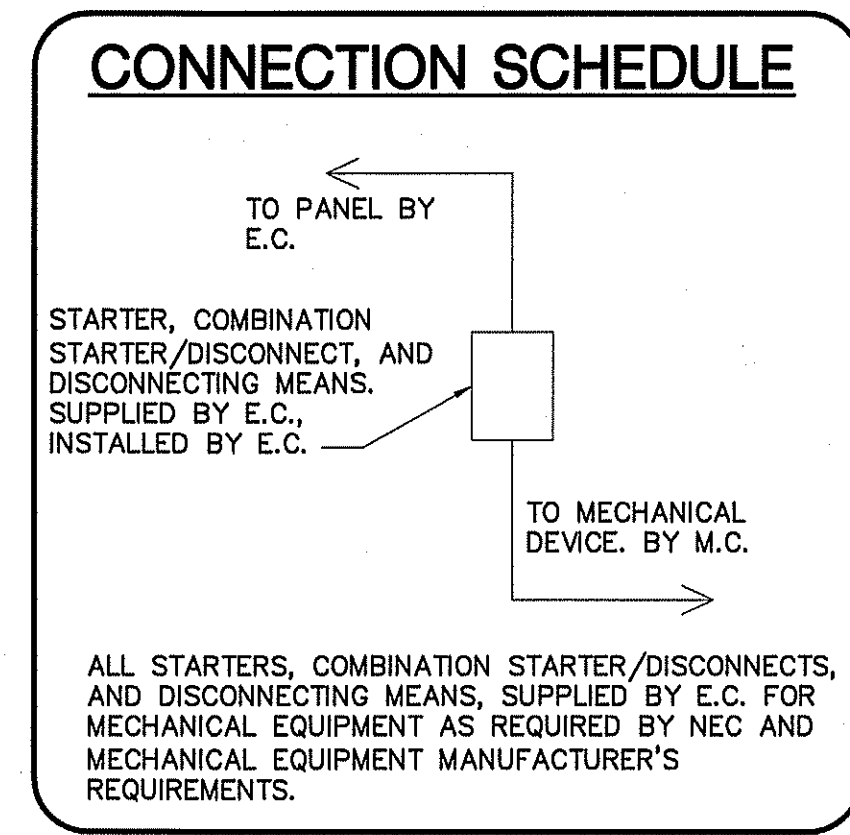 CONNECTION SCHEDULE
TO PANEL BY
E.C.
STARTER, COMBINATION
STARTER/DISCONNECT, AND
DISCONNECTING MEANS.
SUPPLIED BY E.C.,
INSTALLED BY E.C.
TO MECHANICAL
DEVICE. BY M.C.
ALL STARTERS, COMBINATION STARTER/DISCONNECTS,
AND DISCONNECTING MEANS, SUPPLIED BY E.C. FOR
MECHANICAL EQUIPMENT AS REQUIRED BY NEC AND
MECHANICAL EQUIPMENT MANUFACTURER'S
REQUIREMENTS.